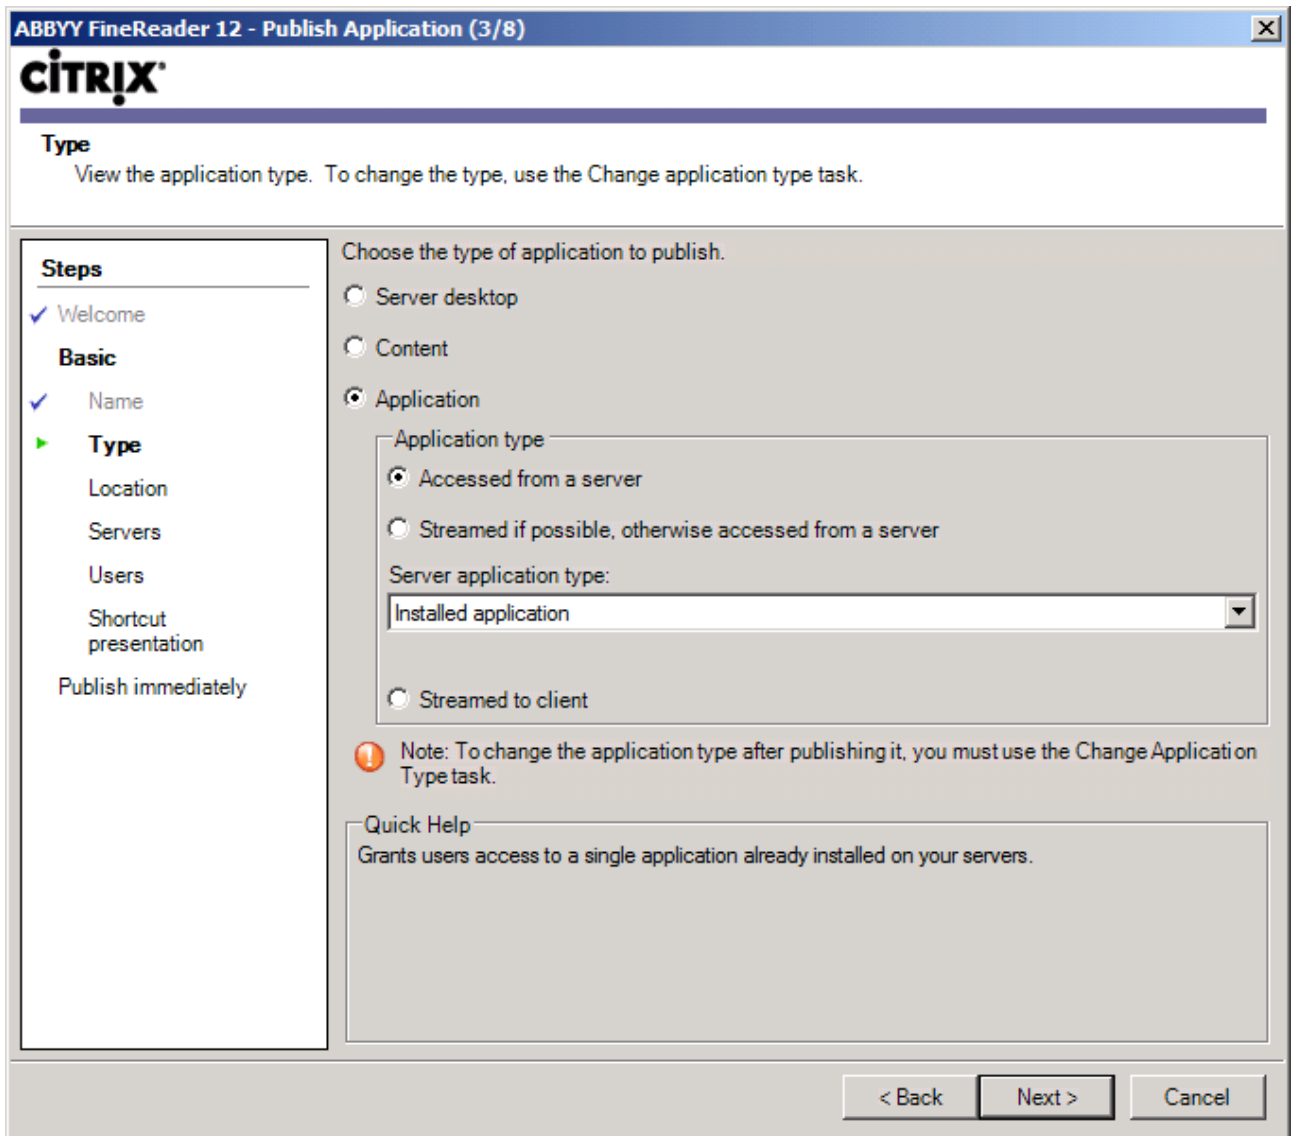 ABBYY FineReader 12 - Publish Application (3/8)
CİTRIX
Type
View the application type. To change the type, use the Change application type task.
Steps
Welcome
Basic
Name
Type
Location
Servers
Users
Shortcut
presentation
Publish immediately
Choose the type of application to publish.
Server desktop
Content
Application
Application type
Accessed from a server
Streamed if possible, otherwise accessed from a server
Server application type:
Installed application
Streamed to client
Note: To change the application type after publishing it, you must use the Change Application
Type task.
Quick Help
Grants users access to a single application already installed on your servers.
< Back
Next >
Cancel